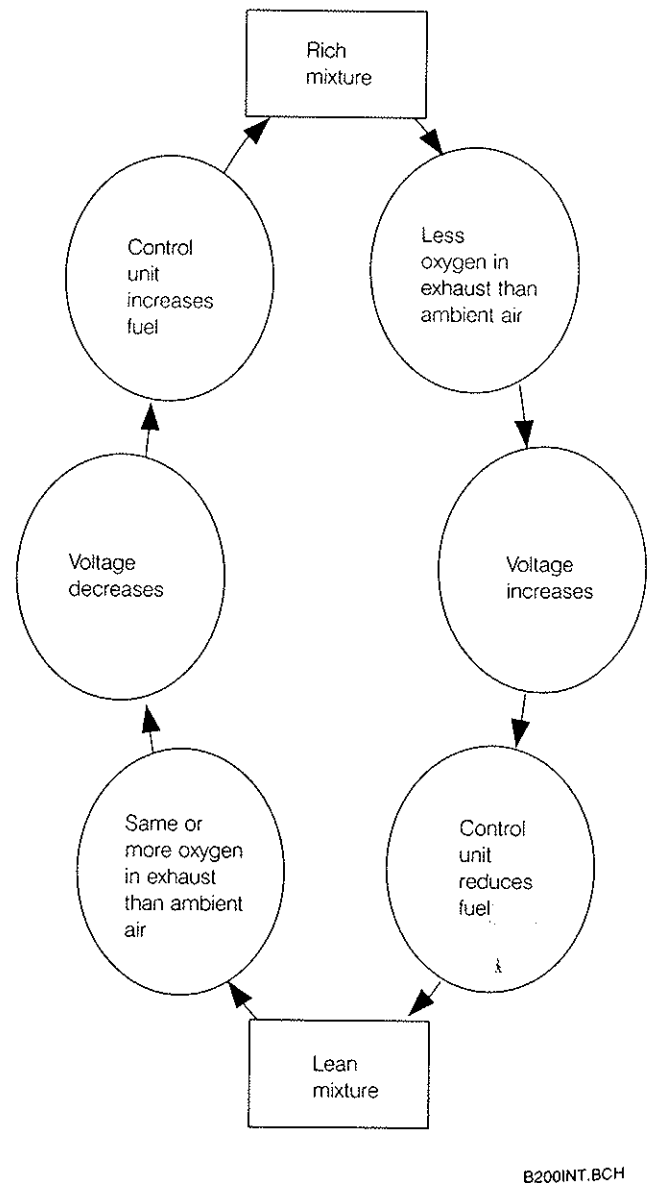 Rich
mixture
Less
oxygen in
exhaust than
ambient air
Voltage
increases
Control
unit
reduces
fuel
Lean
mixture
Same or
more oxygen
in exhaust
than ambient
air
Voltage
decreases
Control
unit
increases
fuel
B200INT.BCH